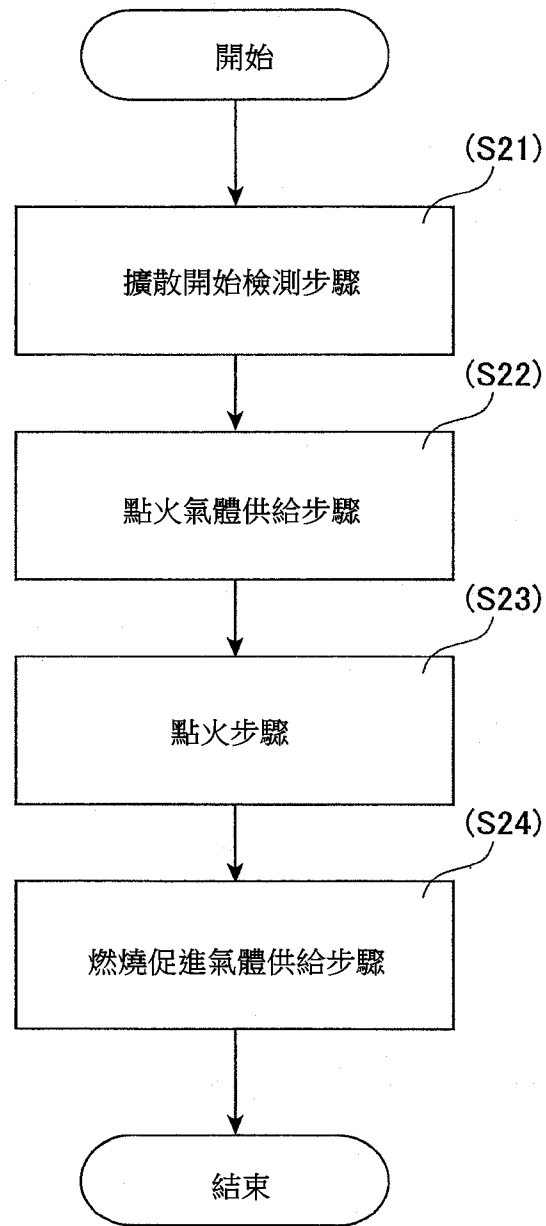 開始
(S21)
擴散開始檢測步驟
(S22)
點火氣體供給步驟
(S23)
點火步驟
(S24)
燃燒促進氣體供給步驟
結束